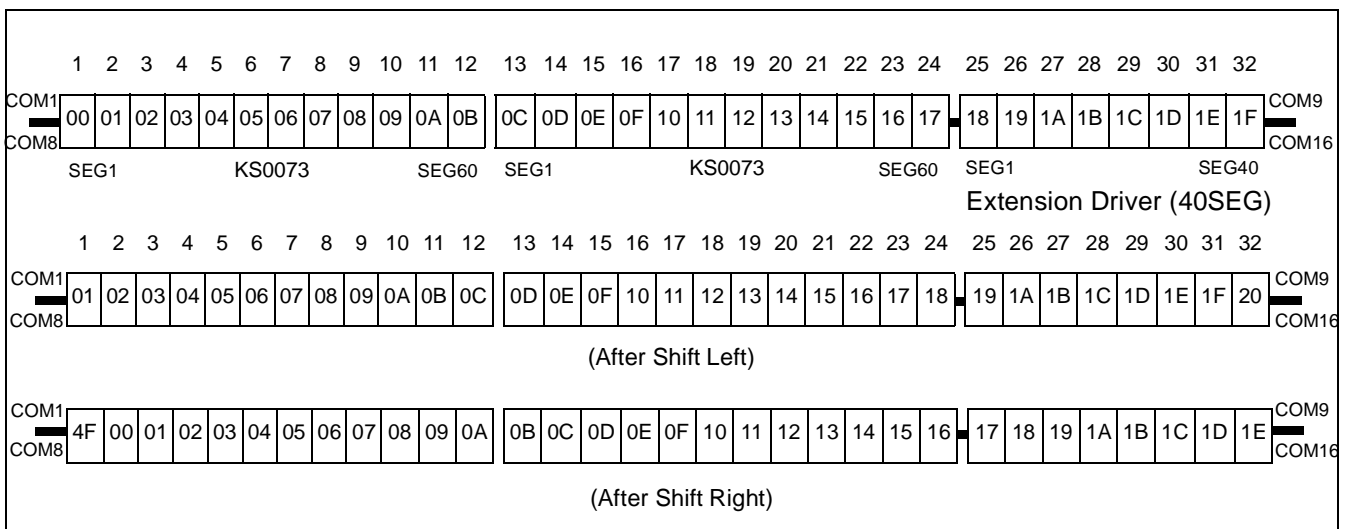 1 2 3 4 5 6 7 8 9 10 11 12 13 14 15 16 17 18 19 20 21 22 23 24 25 26 27 28 29 30 31 32
COM1 COM9
00 01 02 03 04 05 06 07 08 09 0A 0B 0C 0D 0E 0F 10 11 12 13 14 15 16 17 18 19 1A 1B 1C 1D 1E 1F
COM8 COM16
SEG1 KS0073 SEG60 SEG1 KS0073 SEG60 SEG1 SEG40
Extension Driver (40SEG)
1 2 3 4 5 6 7 8 9 10 11 12 13 14 15 16 17 18 19 20 21 22 23 24 25 26 27 28 29 30 31 32
COM1 COM9
01 02 03 04 05 06 07 08 09 0A 0B 0C 0D 0E 0F 10 11 12 13 14 15 16 17 18 19 1A 1B 1C 1D 1E 1F 20
COM8 COM16
(After Shift Left)
COM1 COM9
4F 00 01 02 03 04 05 06 07 08 09 0A 0B 0C 0D 0E 0F 10 11 12 13 14 15 16 17 18 19 1A 1B 1C 1D 1E
COM8 COM16
(After Shift Right)